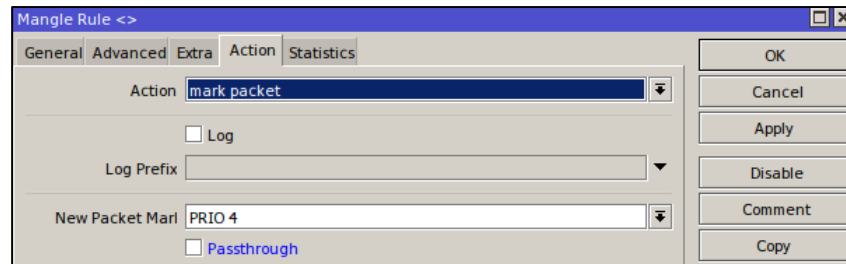 Mangle Rule <>
General Advanced Extra Action Statistics
OK
Action mark packet
Cancel
Log
Apply
Log Prefix
Disable
New Packet Marl PRIO 4
Comment
Passthrough
Copy